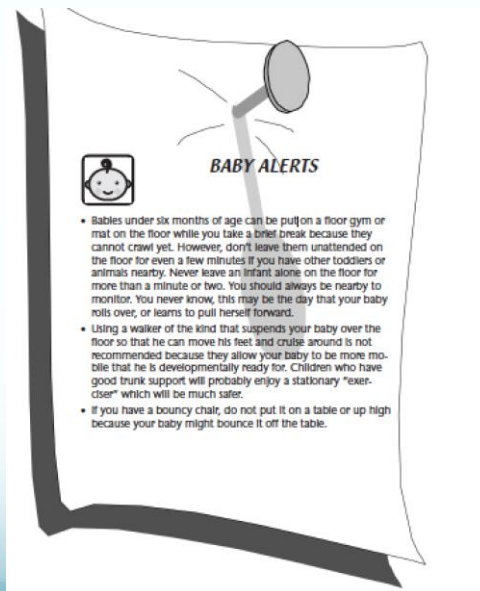 BABY ALERTS
• Babies under six months of age can be put on a floor gym or
mat on the floor while you take a brief break because they
cannot crawl yet. However, don't leave them unattended on
the floor for even a few minutes if you have other toddlers or
animals nearby. Never leave an infant alone on the floor for
more than a minute or two. You should always be nearby to
monitor. You never know, this may be the day that your baby
rolls over, or learns to pull herself forward.
• Using a walker of the kind that suspends your baby over the
floor so that he can move his feet and cruise around is not
recommended because they allow your baby to be more mo-
bile that he is developmentally ready for. Children who have
good trunk support will probably enjoy a stationary "exer-
ciser" which will be much safer.
• If you have a bouncy chair, do not put it on a table or up high
because your baby might bounce it off the table.